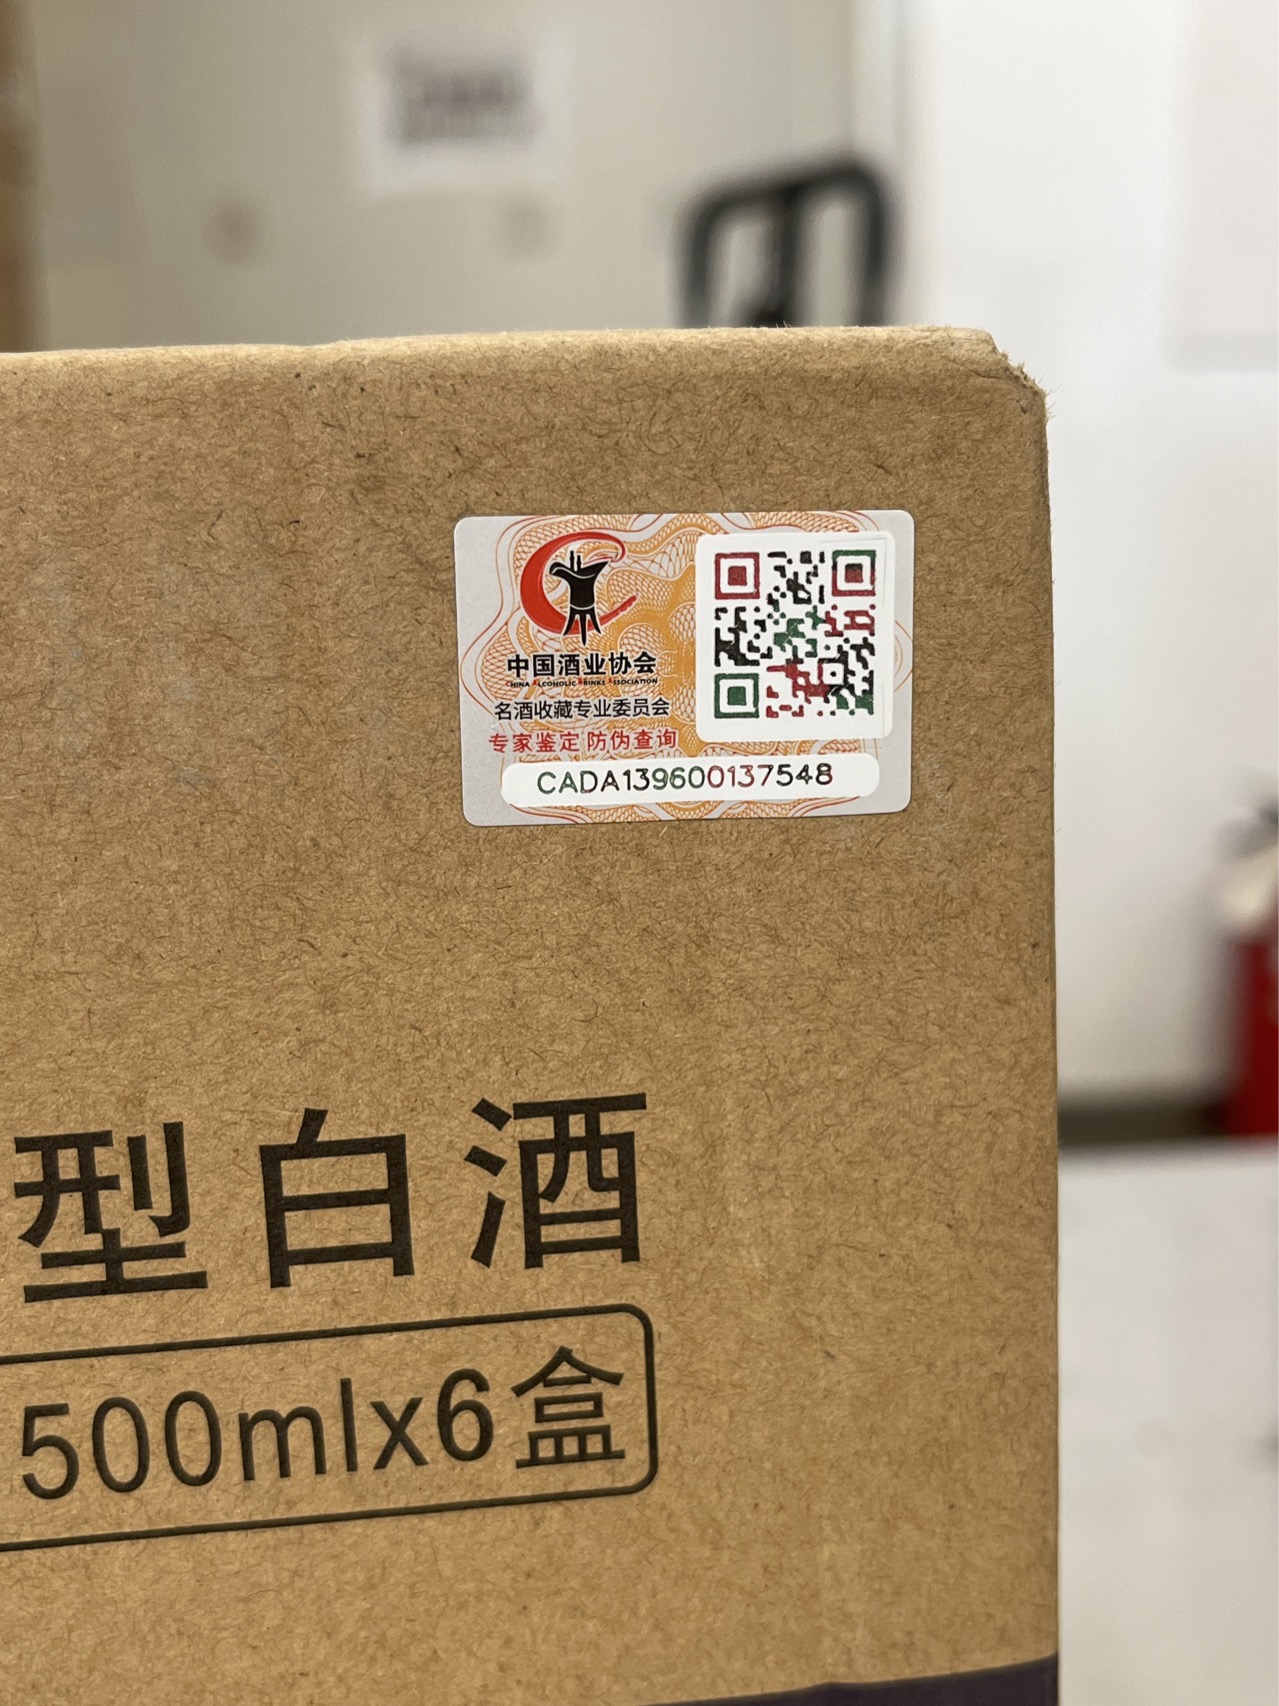 中国酒业协会
CHINA ALCOHOLIC DRINKS ASSOCIATION
名酒收藏专业委员会
专家鉴定 防伪查询
CADA139600137548
型白酒
500mlx6盒